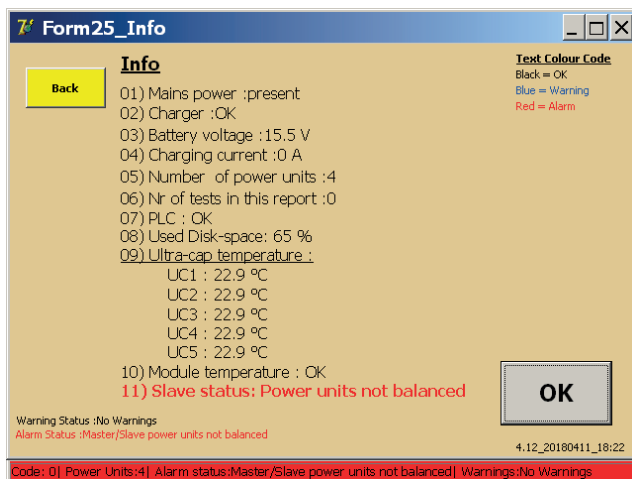 Form25_Info
Info
Text Colour Code
Black = OK
Back
Blue = Warning
Red = Alarm
01) Mains power :present
02) Charger :OK
03) Battery voltage :15.5 V
04) Charging current :0 A
05) Number of power units :4
06) Nr of tests in this report :0
07) PLC : OK
08) Used Disk-space: 65 %
09) Ultra-cap temperature :
UC1 : 22.9 ºC
UC2 : 22.9 ºC
UC3 : 22.9 ºC
UC4 : 22.9 ºC
UC5 : 22.9 ºC
10) Module temperature : OK
11) Slave status: Power units not balanced
OK
Warning Status :No Warnings
Alarm Status :Master/Slave power units not balanced
4.12_20180411_18:22
Code: 0| Power Units:4| Alarm status:Master/Slave power units not balanced| Warnings:No Warnings